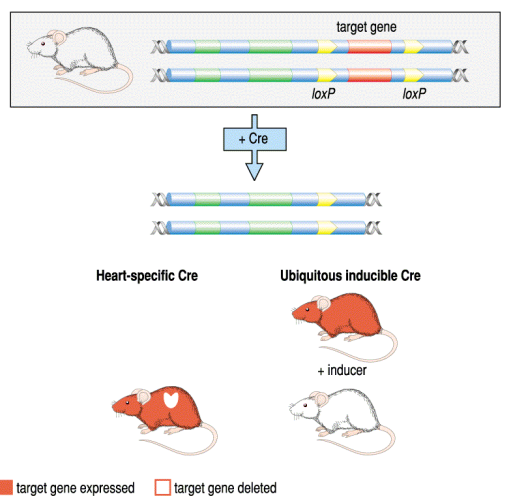 target gene
loxP loxP
+ Cre
Heart-specific Cre Ubiquitous inducible Cre
+ inducer
target gene expressed target gene deleted